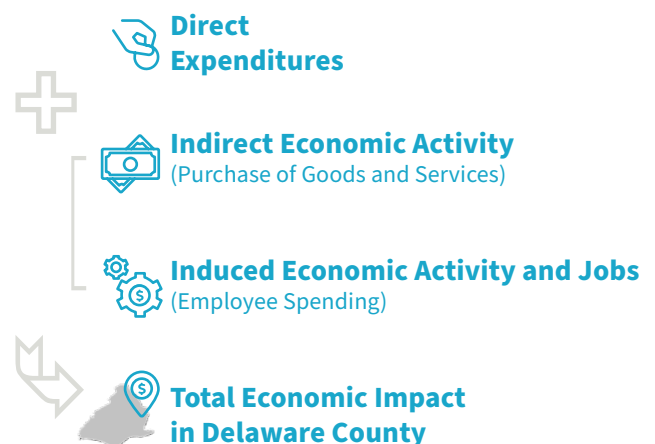 Direct
Expenditures
Indirect Economic Activity
(Purchase of Goods and Services)
Induced Economic Activity and Jobs
(Employee Spending)
Total Economic Impact
in Delaware County